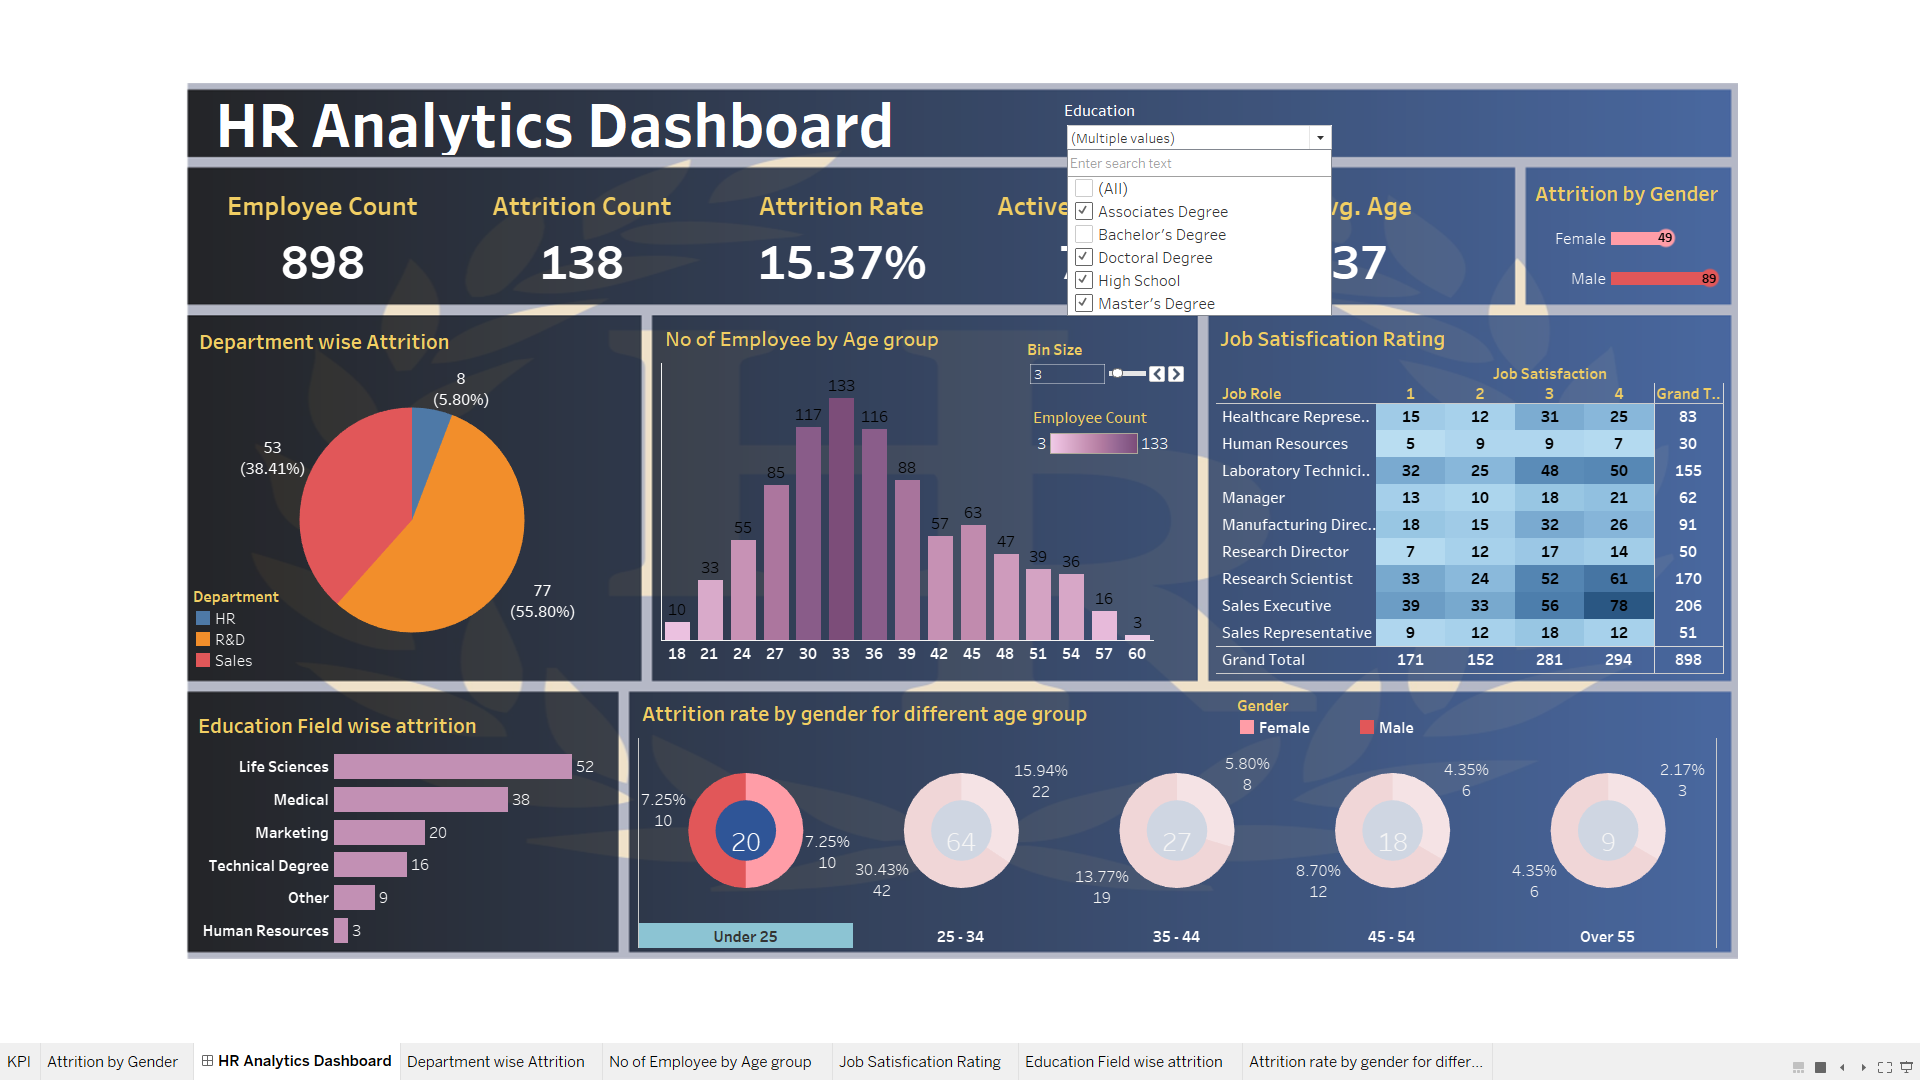 HR Analytics Dashboard
Education
(Multiple values)
Enter search text
(All)
Associates Degree
Bachelor's Degree
Doctoral Degree
High School
Master's Degree
Employee Count
898
Attrition Count
138
Attrition Rate
15.37%
Active
vg. Age
37
Attrition by Gender
Female 49
Male 89
Department wise Attrition
8
(5.80%)
53
(38.41%)
77
(55.80%)
Department
HR
R&D
Sales
No of Employee by Age group
Bin Size
3
Employee Count
3 133
10 33 55 85 117 133 116 88 57 63 47 39 36 16 3
18 21 24 27 30 33 36 39 42 45 48 51 54 57 60
Job Satisfication Rating
Job Satisfaction
Job Role 1 2 3 4 Grand T..
Healthcare Represe.. 15 12 31 25 83
Human Resources 5 9 9 7 30
Laboratory Technici.. 32 25 48 50 155
Manager 13 10 18 21 62
Manufacturing Direc.. 18 15 32 26 91
Research Director 7 12 17 14 50
Research Scientist 33 24 52 61 170
Sales Executive 39 33 56 78 206
Sales Representative 9 12 18 12 51
Grand Total 171 152 281 294 898
Education Field wise attrition
Life Sciences 52
Medical 38
Marketing 20
Technical Degree 16
Other 9
Human Resources 3
Attrition rate by gender for different age group
Gender
Female Male
7.25%
10
20
7.25%
10
Under 25
15.94%
22
64
30.43%
42
25 - 34
5.80%
8
27
13.77%
19
35 - 44
4.35%
6
18
8.70%
12
45 - 54
2.17%
3
9
4.35%
6
Over 55
KPI Attrition by Gender HR Analytics Dashboard Department wise Attrition No of Employee by Age group Job Satisfication Rating Education Field wise attrition Attrition rate by gender for differ...